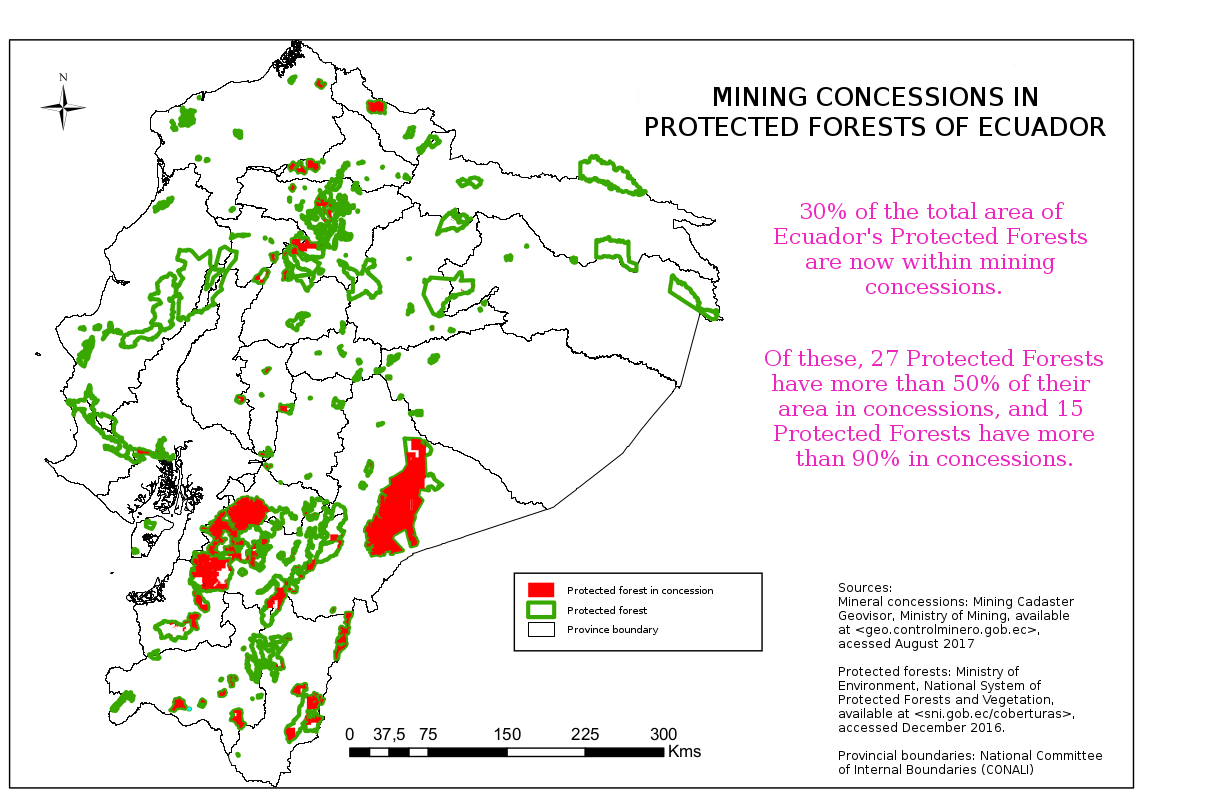 N
MINING CONCESSIONS IN
PROTECTED FORESTS OF ECUADOR
30% of the total area of
Ecuador's Protected Forests
are now within mining
concessions.
Of these, 27 Protected Forests
have more than 50% of their
area in concessions, and 15
Protected Forests have more
than 90% in concessions.
Protected forest in concession
Protected forest
Province boundary
Sources:
Mineral concessions: Mining Cadaster
Geovisor, Ministry of Mining, available
at <geo.controlminero.gob.ec>,
acessed August 2017
Protected forests: Ministry of
Environment, National System of
Protected Forests and Vegetation,
available at <sni.gob.ec/coberturas>,
accessed December 2016.
Provincial boundaries: National Committee
of Internal Boundaries (CONALI)
0 37,5 75 150 225 300
Kms